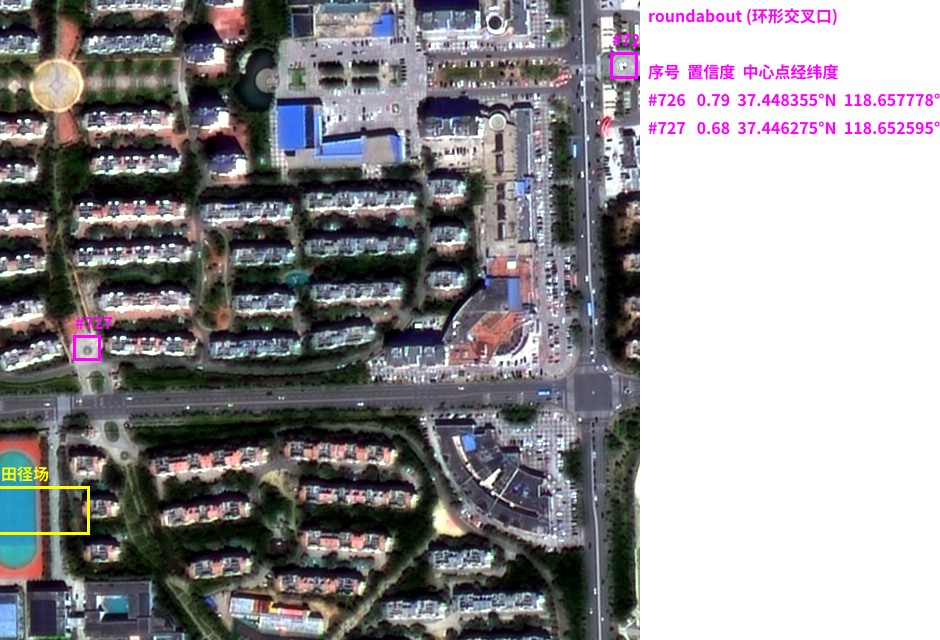 roundabout (环形交叉口)
序号 置信度 中心点经纬度
#726 0.79 37.448355°N 118.657778°
#727 0.68 37.446275°N 118.652595°
#727
田径场